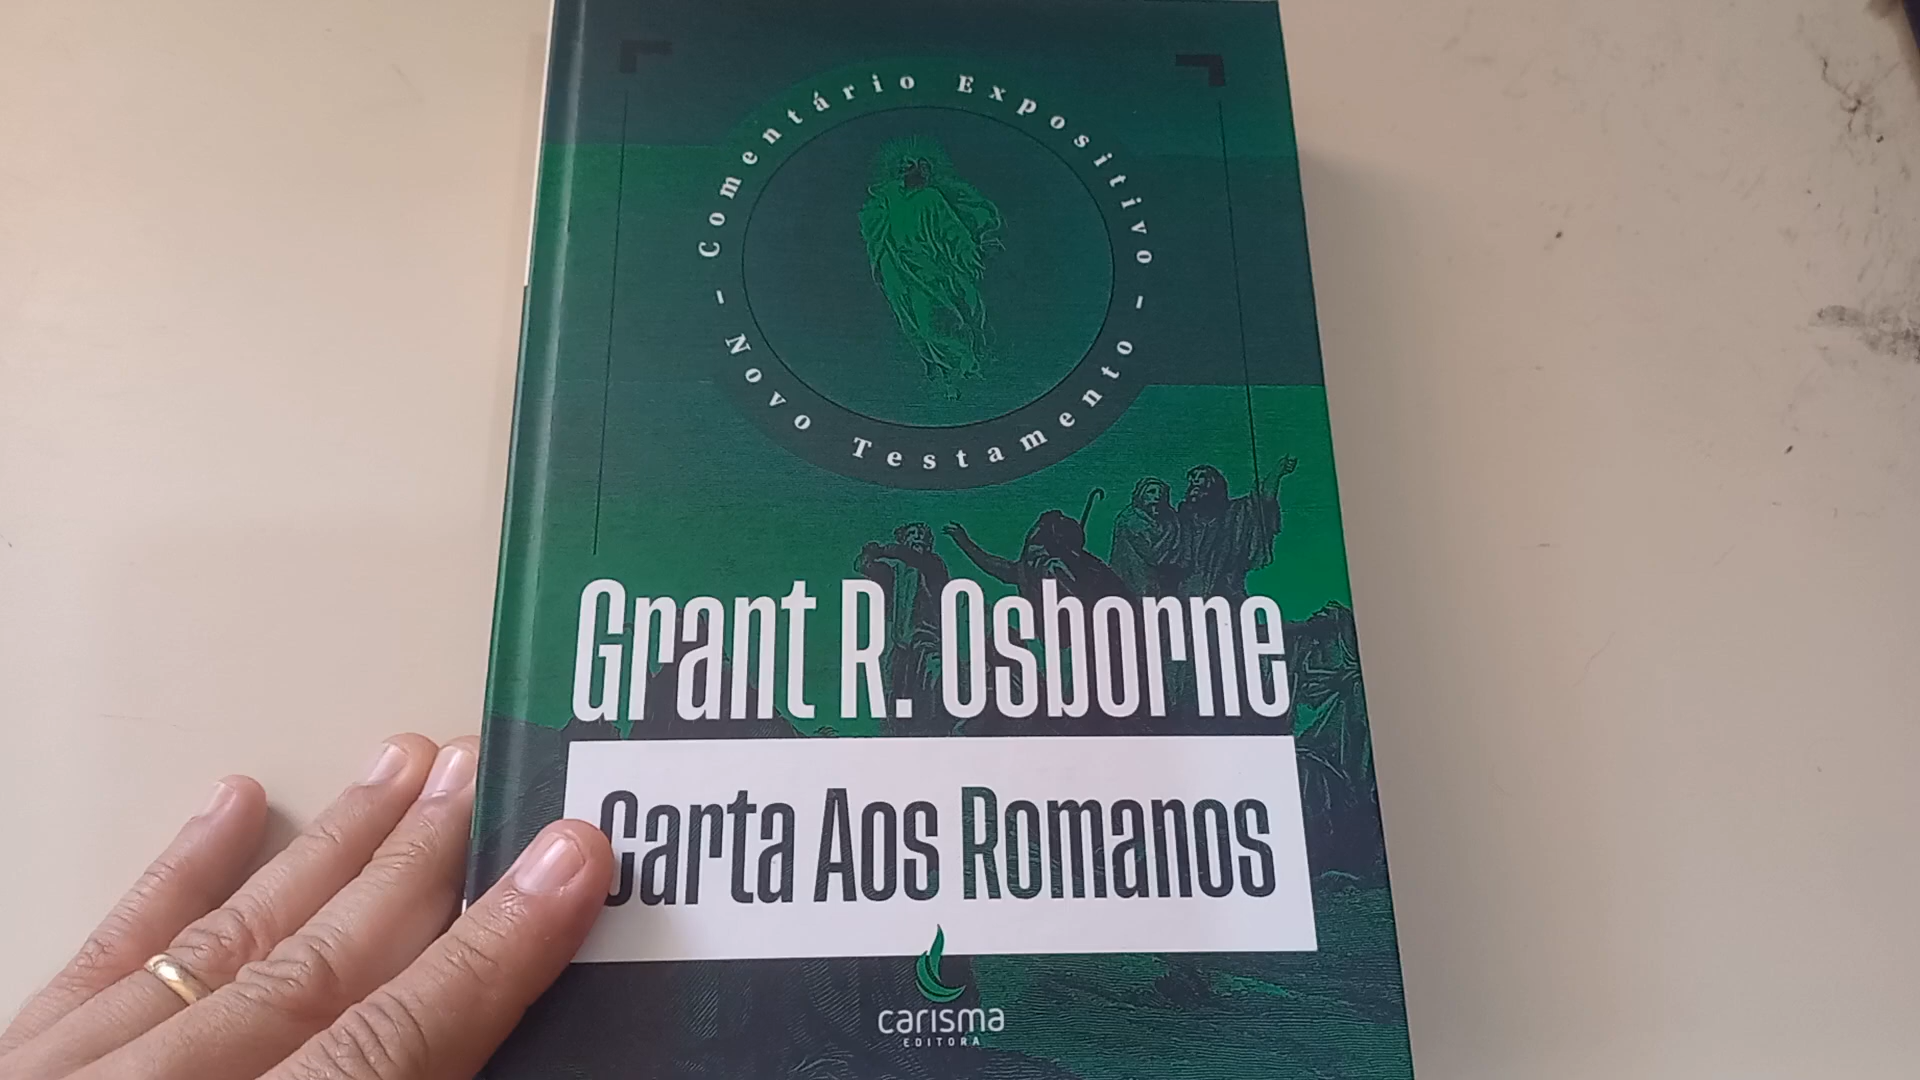 Comentário Expositivo
– Novo Testamento –
Grant R. Osborne
Carta Aos Romanos
carisma
EDITORA